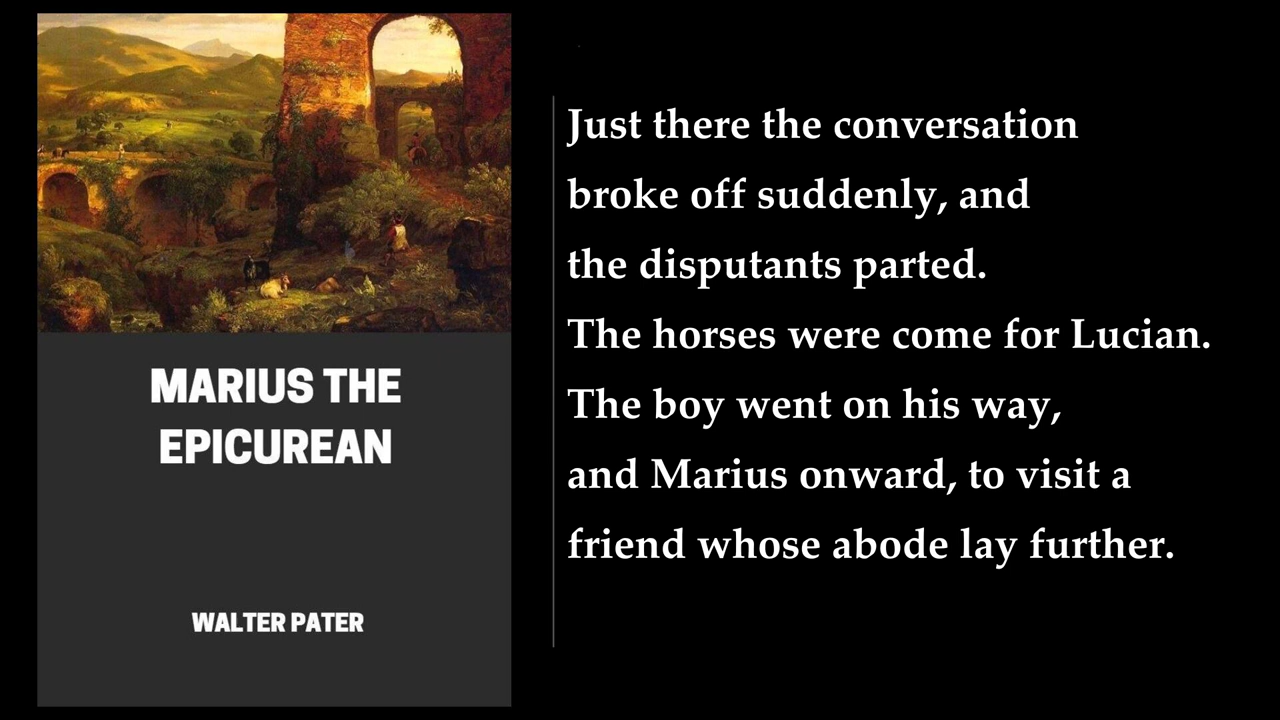 MARIUS THE
EPICUREAN
WALTER PATER
Just there the conversation
broke off suddenly, and
the disputants parted.
The horses were come for Lucian.
The boy went on his way,
and Marius onward, to visit a
friend whose abode lay further.